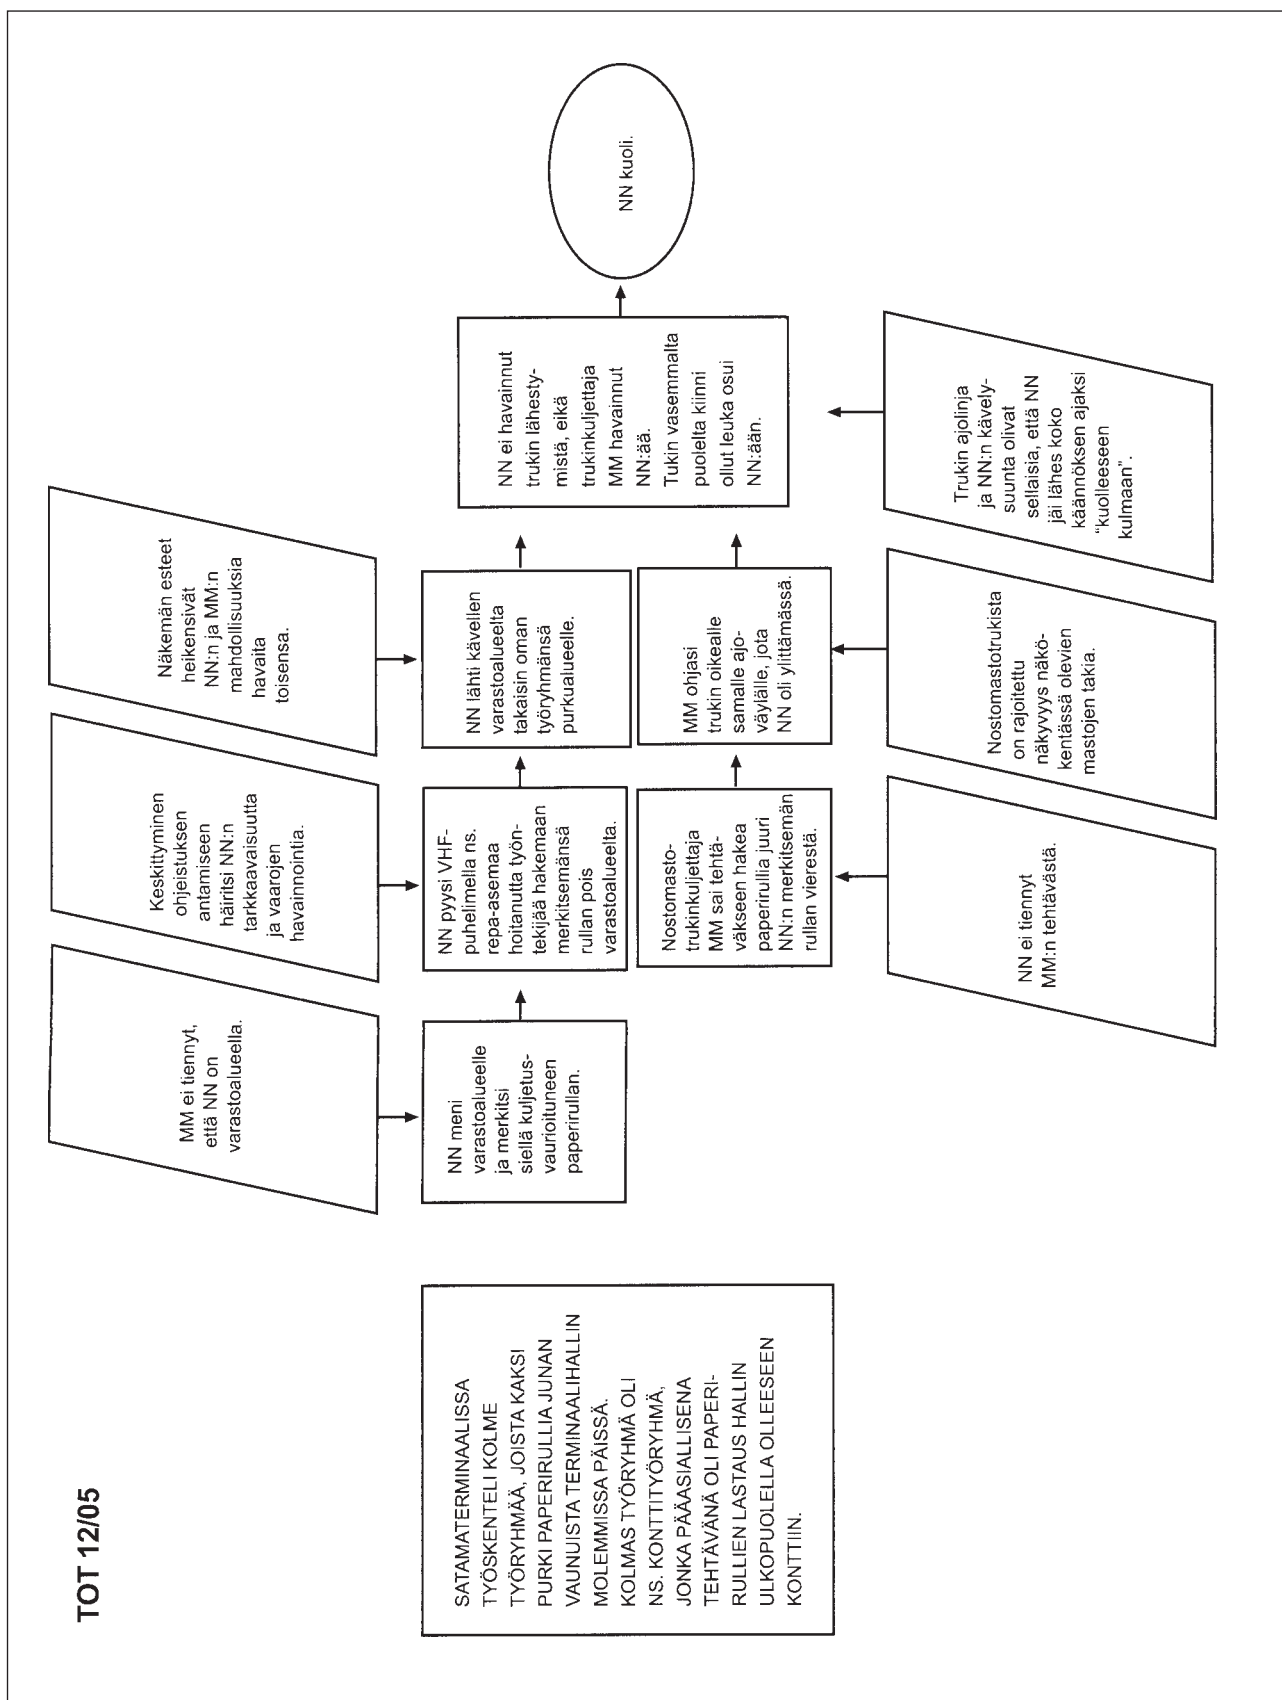 TOT 12/05
SATAMATERMINAALISSA
TYÖSKENTELI KOLME
TYÖRYHMÄÄ, JOISTA KAKSI
PURKI PAPERIRULLIA JUNAN
VAUNUISTA TERMINAALIHALLIN
MOLEMMISSA PÄISSÄ.
KOLMAS TYÖRYHMÄ OLI
NS. KONTTITYÖRYHMÄ,
JONKA PÄÄASIALLISENA
TEHTÄVÄNÄ OLI PAPERI-
RULLIEN LASTAUS HALLIN
ULKOPUOLELLA OLLEESEEN
KONTTIIN.
MM ei tiennyt,
että NN on
varastoalueella.
Keskittyminen
ohjeistuksen
antamiseen
häiritsi NN:n
tarkkaavaisuutta
ja vaarojen
havainnointia.
Näkemän esteet
heikensivät
NN:n ja MM:n
mahdollisuuksia
havaita
toisensa.
NN meni
varastoalueelle
ja merkitsi
siellä kuljetus-
vaurioituneen
paperirullan.
NN pyysi VHF-
puhelimella ns.
repa-asemaa
hoitanutta työn-
tekijää hakemaan
merkitsemänsä
rullan pois
varastoalueelta.
NN lähti kävellen
varastoalueelta
takaisin oman
työryhmänsä
purkualueelle.
NN ei havainnut
trukin lähesty-
mistä, eikä
trukinkuljettaja
MM havainnut
NN:ää.
Tukin vasemmalta
puolelta kiinni
ollut leuka osui
NN:ään.
NN kuoli.
Nostomasto-
trukinkuljettaja
MM sai tehtä-
väkseen hakea
paperirullia juuri
NN:n merkitsemän
rullan vierestä.
MM ohjasi
trukin oikealle
samalle ajo-
väylälle, jota
NN oli ylittämässä.
NN ei tiennyt
MM:n tehtävästä.
Nostomastotrukista
on rajoitettu
näkyvyys näkö-
kentässä olevien
mastojen takia.
Trukin ajolinja
ja NN:n kävely-
suunta olivat
sellaisia, että NN
jäi lähes koko
käännöksen ajaksi
“kuolleeseen
kulmaan”.